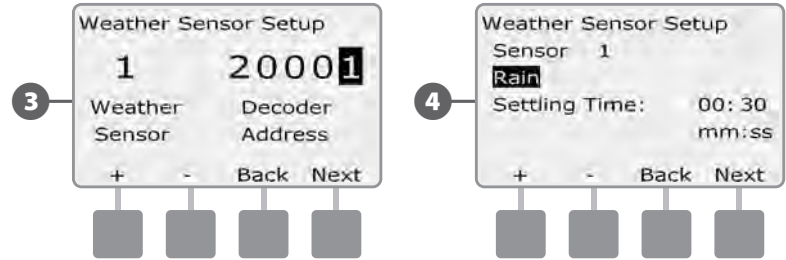 3
Weather Sensor Setup
1 20001
Weather Decoder
Sensor Address
+ - Back Next
4
Weather Sensor Setup
Sensor 1
Rain
Settling Time: 00:30
mm:ss
+ - Back Next